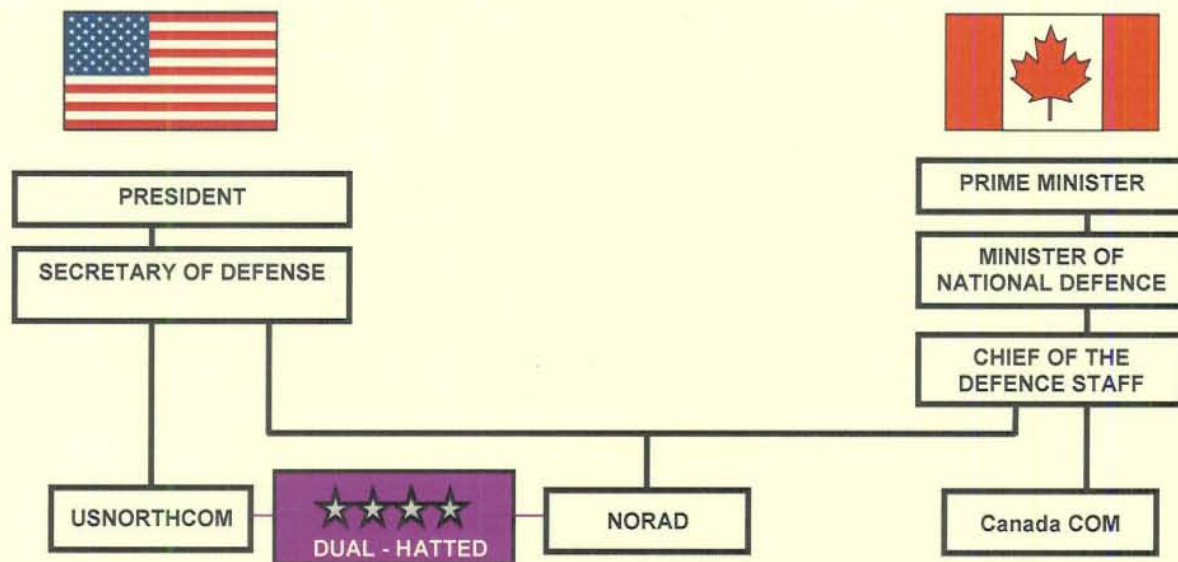 PRESIDENT
SECRETARY OF DEFENSE
PRIME MINISTER
MINISTER OF
NATIONAL DEFENCE
CHIEF OF THE
DEFENCE STAFF
USNORTHCOM
DUAL - HATTED
NORAD
Canada COM